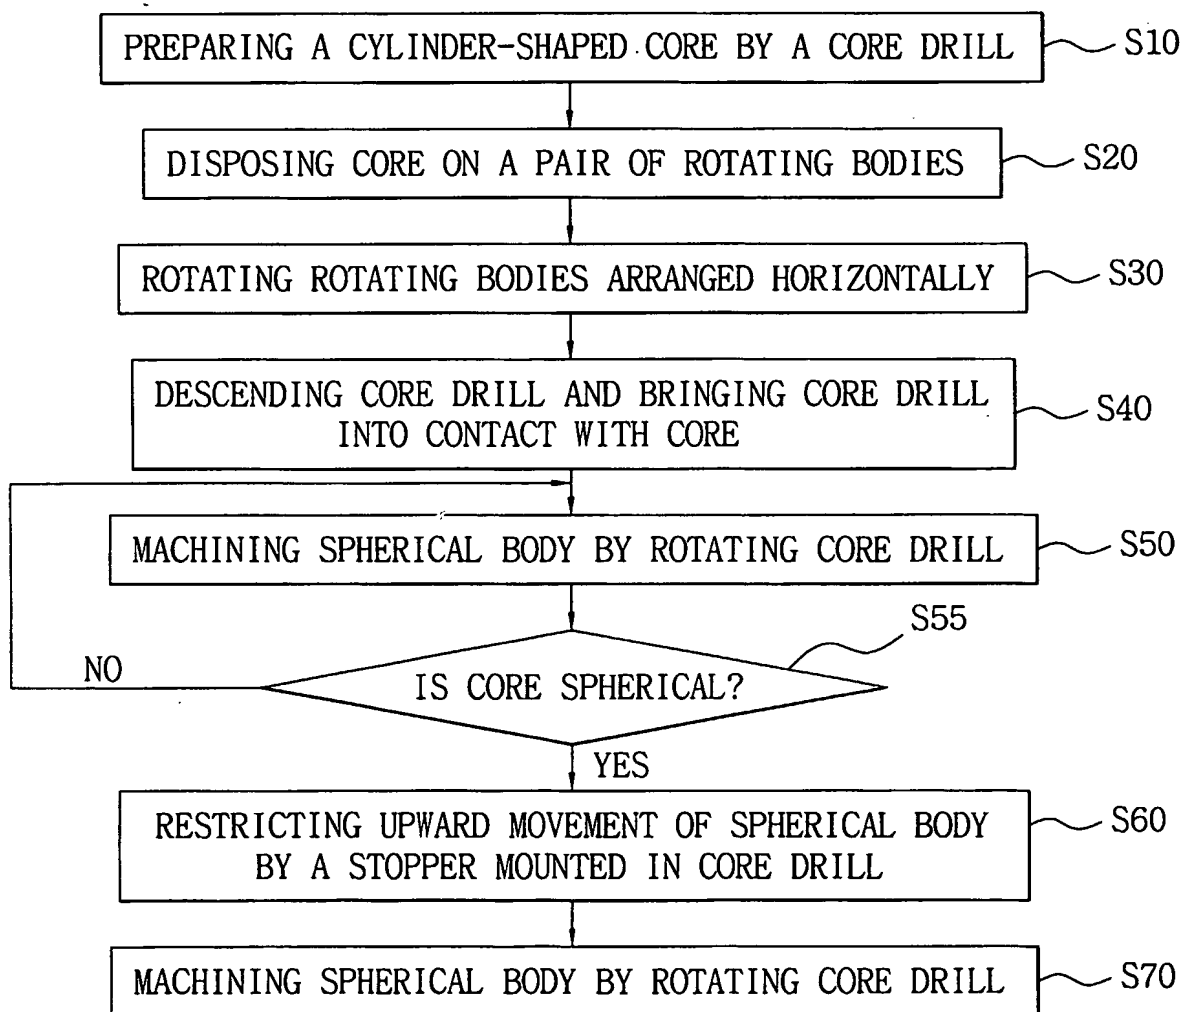 PREPARING A CYLINDER-SHAPED CORE BY A CORE DRILL S10
DISPOSING CORE ON A PAIR OF ROTATING BODIES S20
ROTATING ROTATING BODIES ARRANGED HORIZONTALLY S30
DESCENDING CORE DRILL AND BRINGING CORE DRILL
INTO CONTACT WITH CORE
S40
MACHINING SPHERICAL BODY BY ROTATING CORE DRILL S50
S55
NO
IS CORE SPHERICAL?
YES
RESTRICTING UPWARD MOVEMENT OF SPHERICAL BODY
BY A STOPPER MOUNTED IN CORE DRILL
S60
MACHINING SPHERICAL BODY BY ROTATING CORE DRILL S70